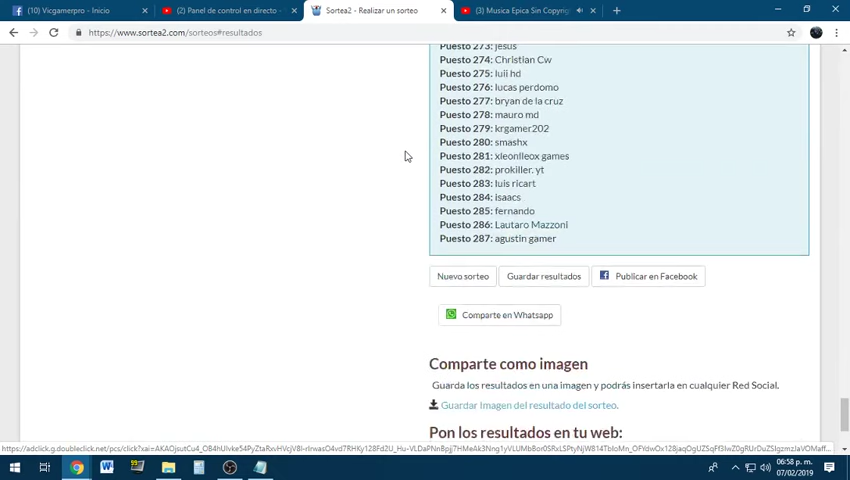 (10) Vicgamerpro - Inicio
(2) Panel de control en directo -
Sortea2 - Realizar un sorteo
(3) Musica Epica Sin Copyrig
https://www.sortea2.com/sorteos#resultados
Puesto 273: jesus
Puesto 274: Christian Cw
Puesto 275: luii hd
Puesto 276: lucas perdomo
Puesto 277: bryan de la cruz
Puesto 278: mauro md
Puesto 279: krgamer202
Puesto 280: smashx
Puesto 281: xleonlleox games
Puesto 282: prokiller. yt
Puesto 283: luis ricart
Puesto 284: isaacs
Puesto 285: fernando
Puesto 286: Lautaro Mazzoni
Puesto 287: agustin gamer
Nuevo sorteo
Guardar resultados
Publicar en Facebook
Comparte en Whatsapp
Comparte como imagen
Guarda los resultados en una imagen y podrás insertarla en cualquier Red Social.
Guardar Imagen del resultado del sorteo.
Pon los resultados en tu web:
06:58 p. m.
07/02/2019